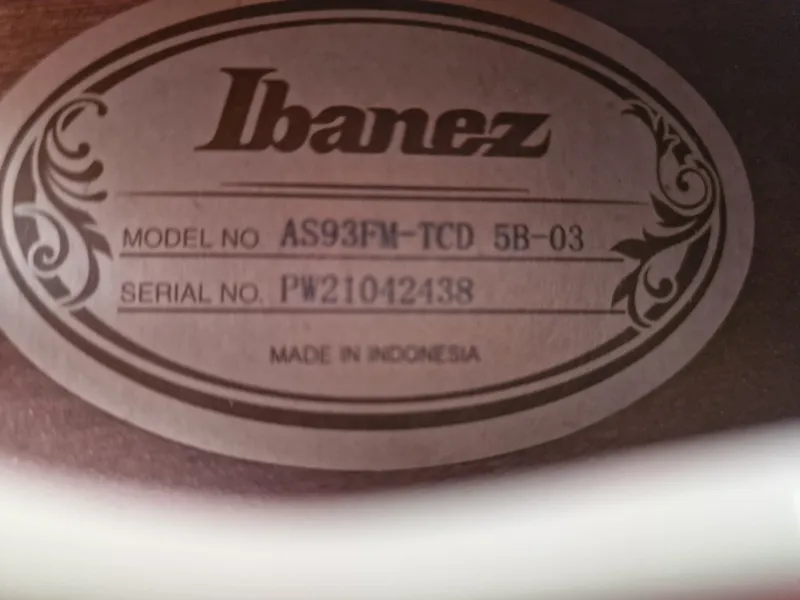 Ibanez
MODEL NO AS93FM-TCD 5B-03
SERIAL NO. PW21042438
MADE IN INDONESIA